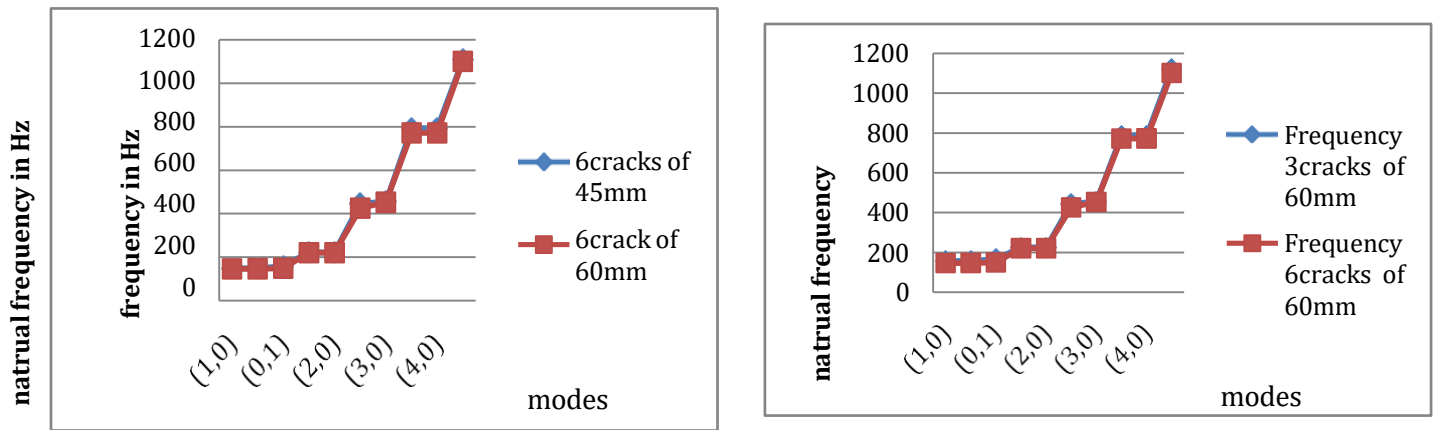 natrual frequency in Hz
frequency in Hz
1200
1000
800
600
400
200
0
(1,0)
(0,1)
(2,0)
(3,0)
(4,0)
modes
6cracks of
45mm
6crack of
60mm
natrual frequency
1200
1000
800
600
400
200
0
(1,0)
(0,1)
(2,0)
(3,0)
(4,0)
modes
Frequency
3cracks of
60mm
Frequency
6cracks of
60mm